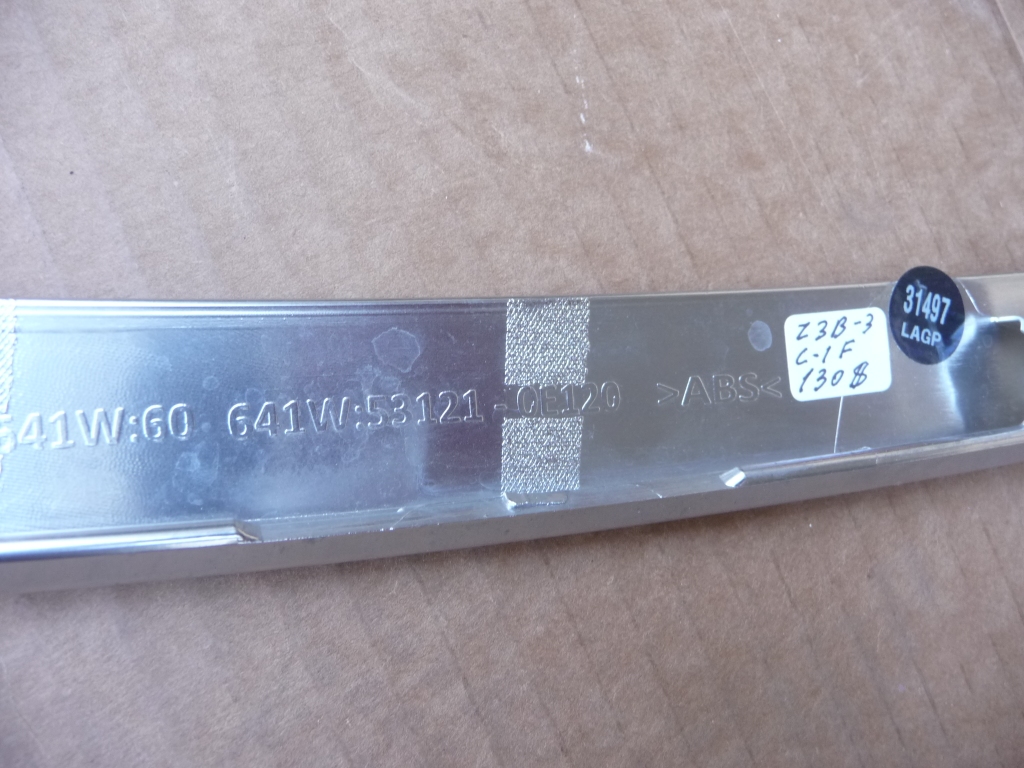 641W:60 641W:53121-0E120 >ABS<
Z3B-3
C-1F
130$
31497
LAGP